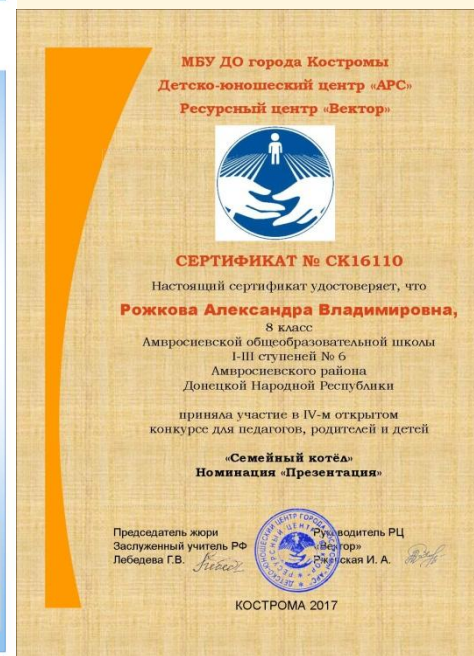 МБУ ДО города Костромы
Детско-юношеский центр «АРС»
Ресурсный центр «Вектор»
СЕРТИФИКАТ № СК16110
Настоящий сертификат удостоверяет, что
Рожкова Александра Владимировна,
8 класс
Амвросиевской общеобразовательной школы
I-III ступеней № 6
Амвросиевского района
Донецкой Народной Республики
приняла участие в IV-м открытом
конкурсе для педагогов, родителей и детей
«Семейный котёл»
Номинация «Презентация»
Председатель жюри
Заслуженный учитель РФ
Лебедева Г.В.
Руководитель РЦ
«Вектор»
И. А.
КОСТРОМА 2017